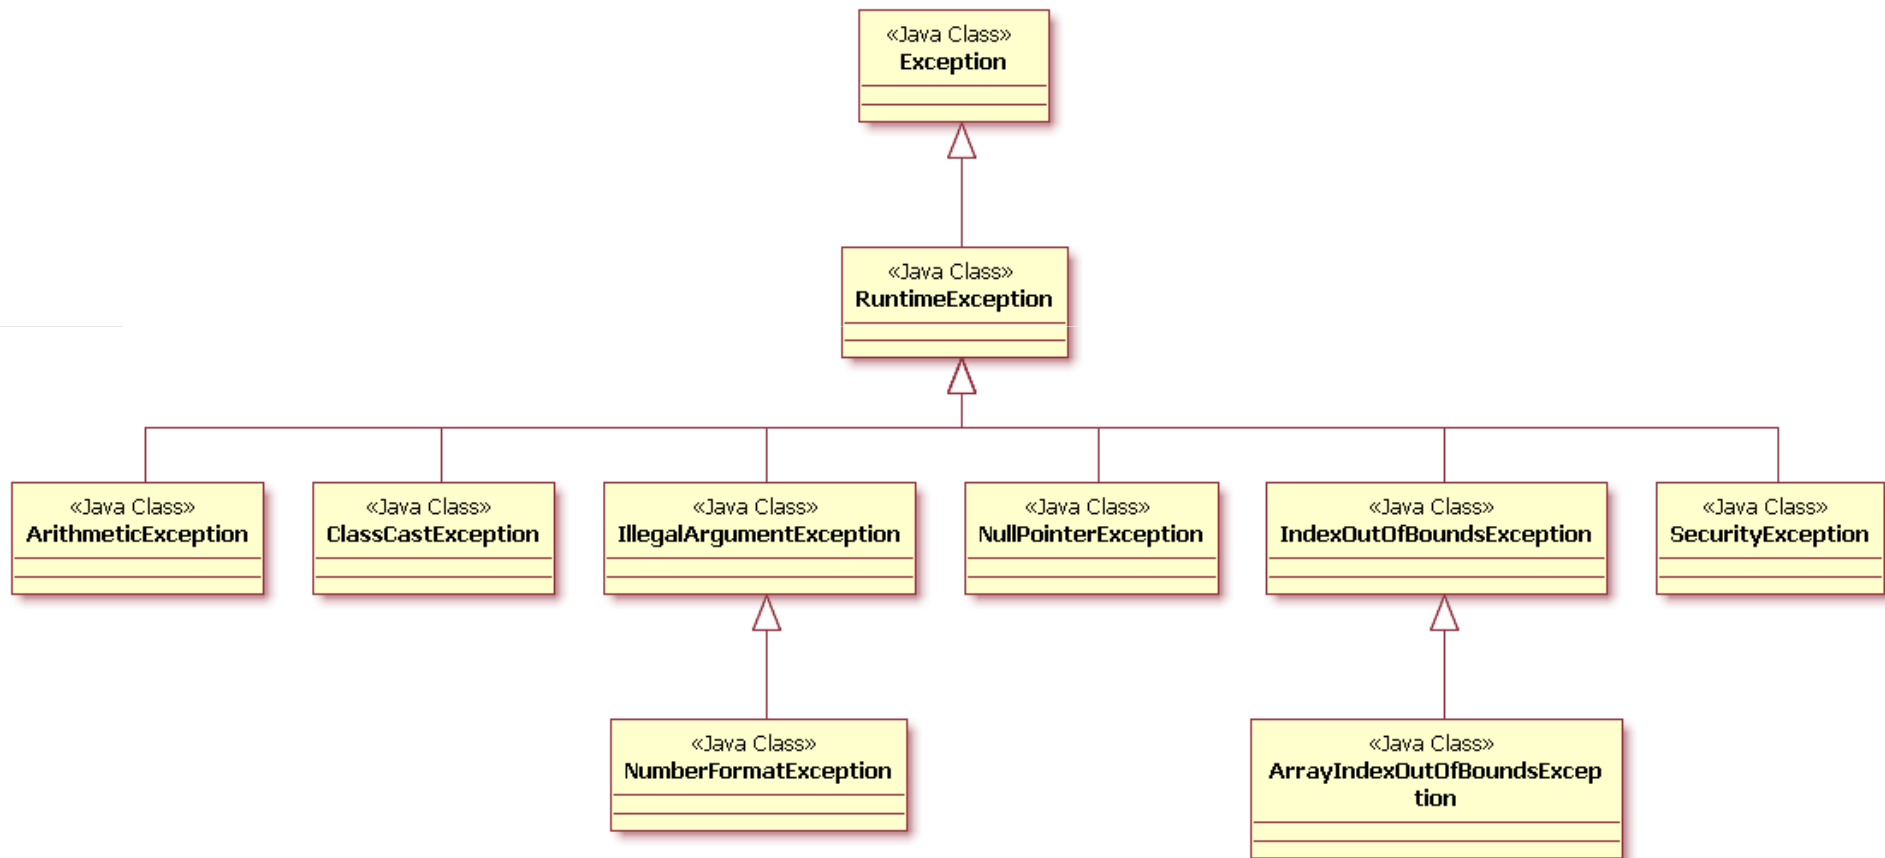 «Java Class»
Exception
«Java Class»
RuntimeException
«Java Class»
ArithmeticException
«Java Class»
ClassCastException
«Java Class»
IllegalArgumentException
«Java Class»
NullPointerException
«Java Class»
IndexOutOfBoundsException
«Java Class»
SecurityException
«Java Class»
NumberFormatException
«Java Class»
ArrayIndexOutOfBoundsExcep
tion